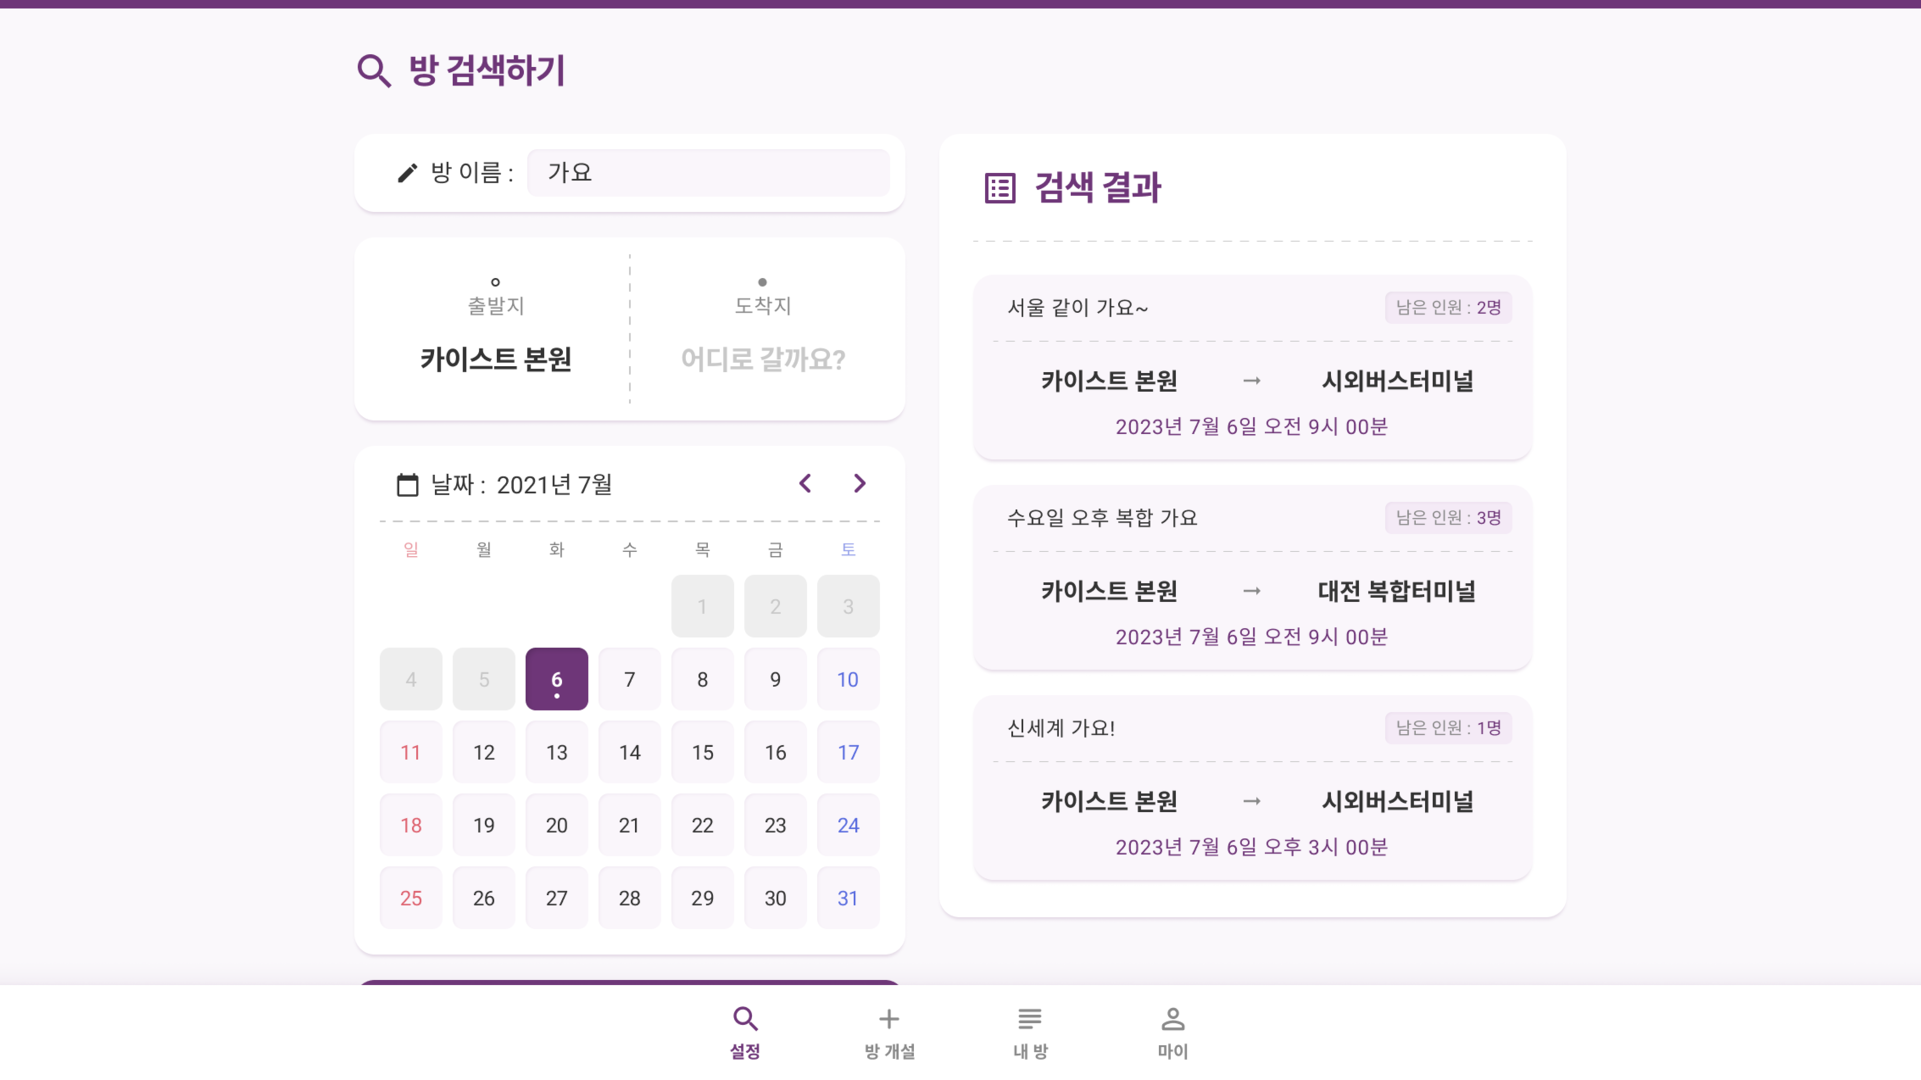 방 검색하기
방 이름 : 가요
출발지
카이스트 본원
도착지
어디로 갈까요?
날짜 : 2021년 7월
일 월 화 수 목 금 토
1 2 3
4 5 6 7 8 9 10
11 12 13 14 15 16 17
18 19 20 21 22 23 24
25 26 27 28 29 30 31
검색 결과
서울 같이 가요~ 남은 인원 : 2명
카이스트 본원 → 시외버스터미널
2023년 7월 6일 오전 9시 00분
수요일 오후 복합 가요 남은 인원 : 3명
카이스트 본원 → 대전 복합터미널
2023년 7월 6일 오전 9시 00분
신세계 가요! 남은 인원 : 1명
카이스트 본원 → 시외버스터미널
2023년 7월 6일 오후 3시 00분
설정 방 개설 내 방 마이